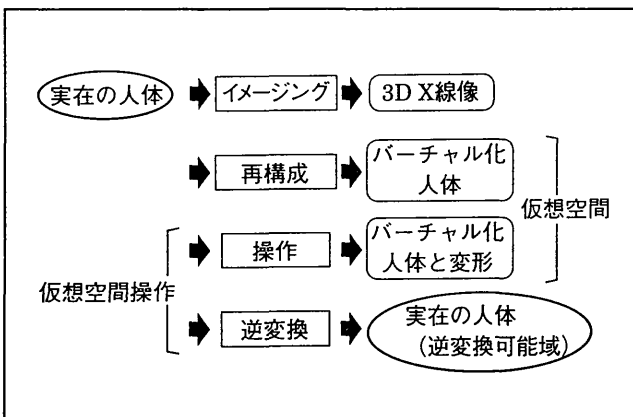 実在の人体
イメージング
3D X線像
再構成
バーチャル化
人体
仮想空間
操作
バーチャル化
人体と変形
仮想空間操作
逆変換
実在の人体
(逆変換可能域)